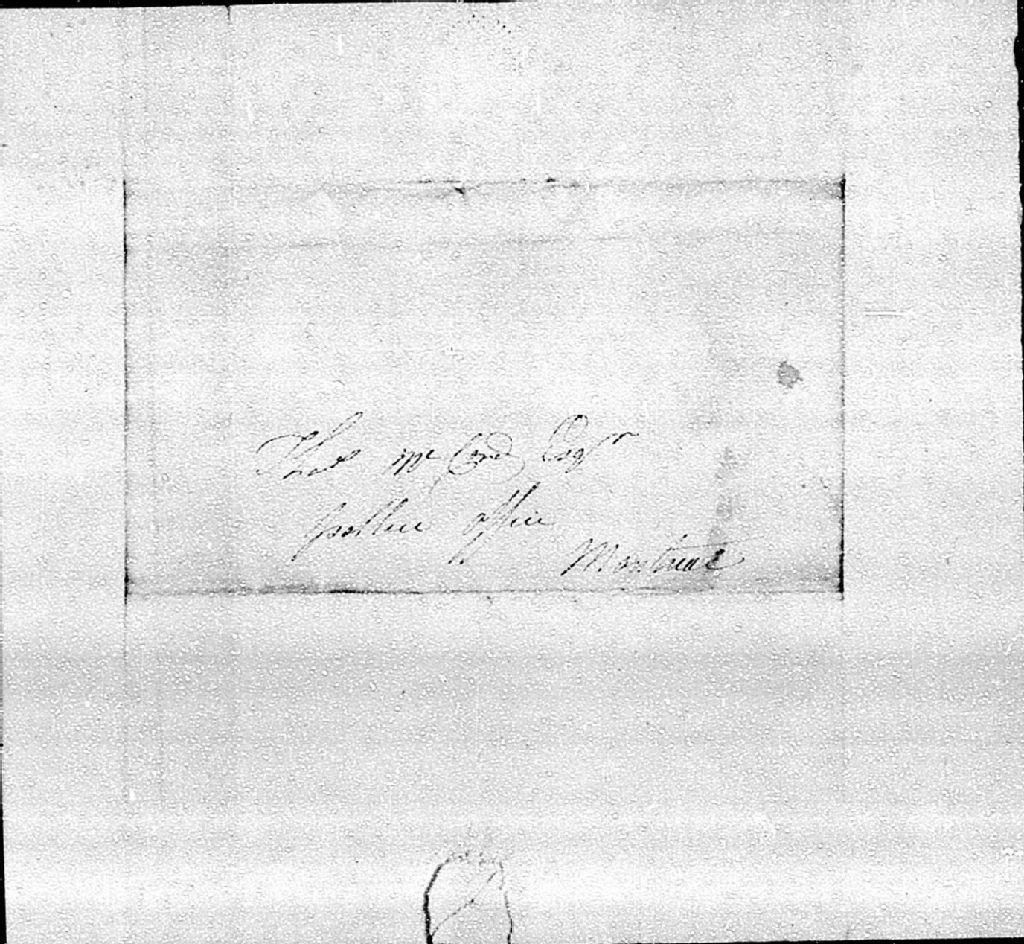 Thos McCord Esqr
police office
Montreal